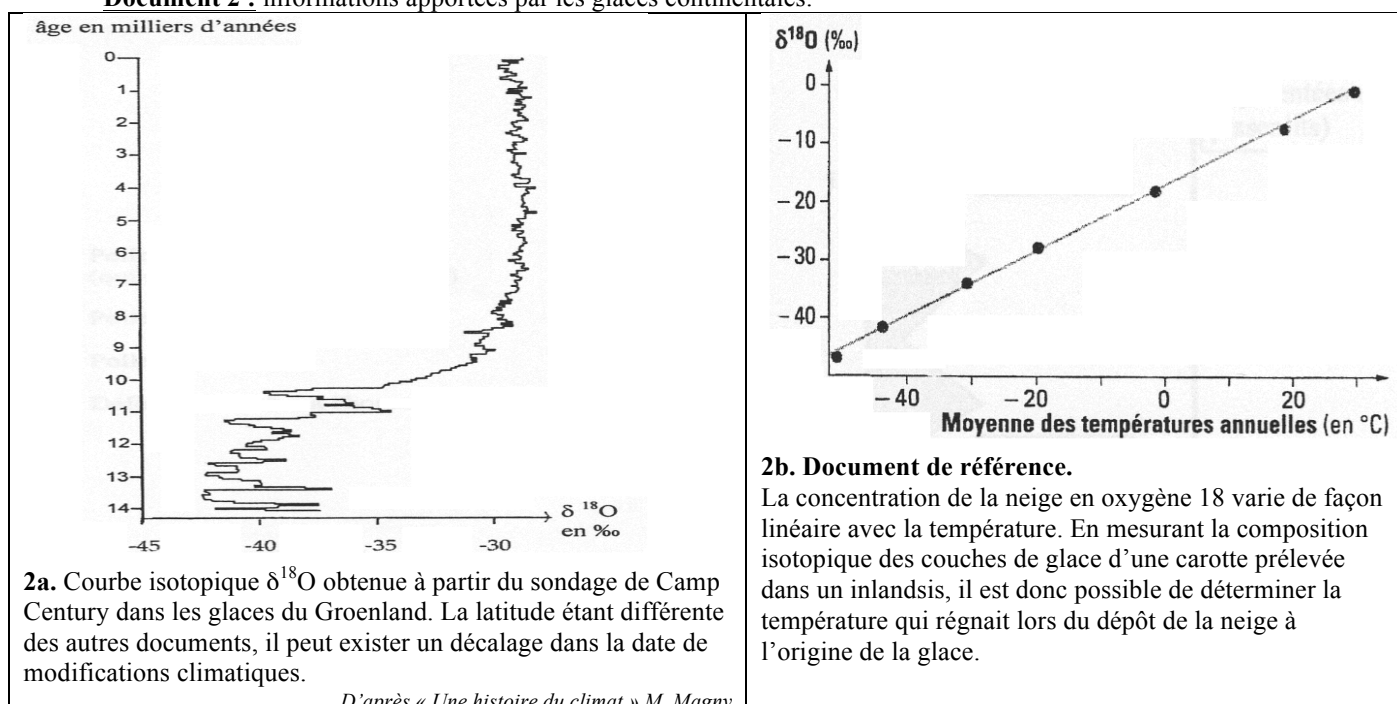 Document 2 : informations apportées par les glaces continentales.
âge en milliers d'années
0
1
2
3
4
5
6
7
8
9
10
11
12
13
14
-45
-40
-35
-30
δ ¹⁸O
en ‰
2a. Courbe isotopique δ¹⁸O obtenue à partir du sondage de Camp
Century dans les glaces du Groenland. La latitude étant différente
des autres documents, il peut exister un décalage dans la date de
modifications climatiques.
D'après « Une histoire du climat » M. Magny
δ¹⁸O (‰)
0
– 10
– 20
– 30
– 40
– 40
– 20
0
20
Moyenne des températures annuelles (en °C)
2b. Document de référence.
La concentration de la neige en oxygène 18 varie de façon
linéaire avec la température. En mesurant la composition
isotopique des couches de glace d'une carotte prélevée
dans un inlandsis, il est donc possible de déterminer la
température qui régnait lors du dépôt de la neige à
l'origine de la glace.